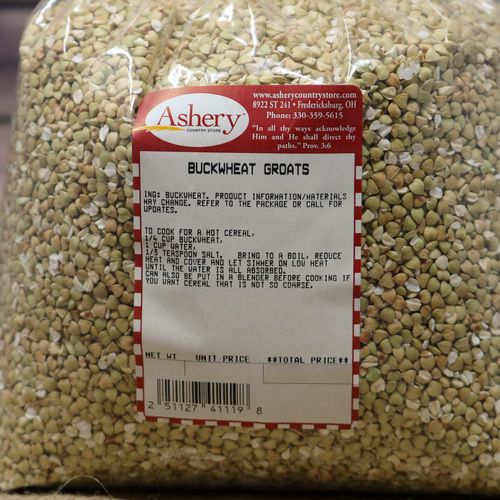 Ashery
COUNTRY STORE
www.asherycountrystore.com
8922 ST 241 • Fredericksburg, OH
Phone: 330-359-5615
"In all thy ways acknowledge
Him and He shall direct thy
paths." Prov. 3:6
BUCKWHEAT GROATS
ING: BUCKWHEAT. PRODUCT INFORMATION/MATERIALS
MAY CHANGE. REFER TO THE PACKAGE OR CALL FOR
UPDATES.
TO COOK FOR A HOT CEREAL,
1/4 CUP BUCKWHEAT,
1 CUP WATER,
1/3 TEASPOON SALT. BRING TO A BOIL, REDUCE
HEAT AND COVER AND LET SIMMER ON LOW HEAT
UNTIL THE WATER IS ALL ABSORBED.
CAN ALSO BE PUT IN A BLENDER BEFORE COOKING IF
YOU WANT CEREAL THAT IS NOT SO COARSE.
NET WT UNIT PRICE **TOTAL PRICE**
2 51127 41119 8